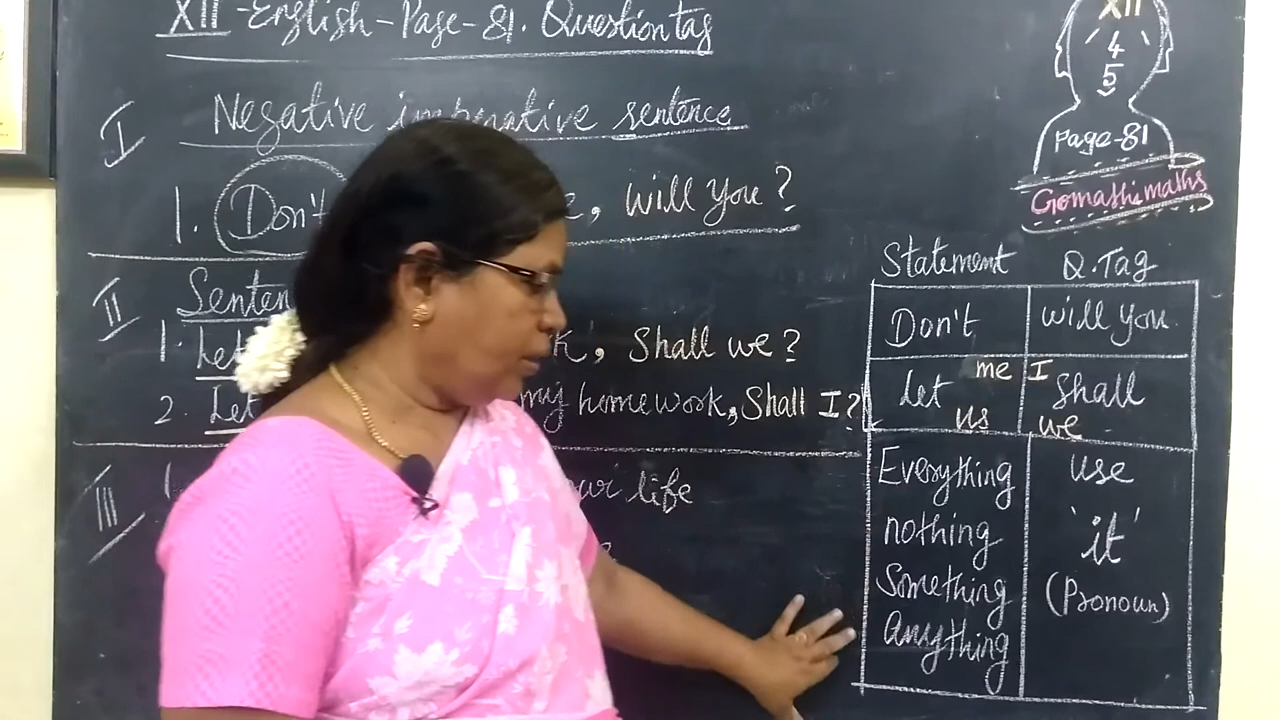 XII-English-Page-81. Question tag
I Negative imperative sentence
1. Don't , will you?
II Senten
1. Let , Shall we?
2. Let my homework, Shall I?
III 1 life
XII
4
5
Page-81
Gomathimaths
Statement Q.Tag
Don't will you.
Let me I Shall
us we
Everything use
nothing 'it'
Something (Pronoun)
Anything